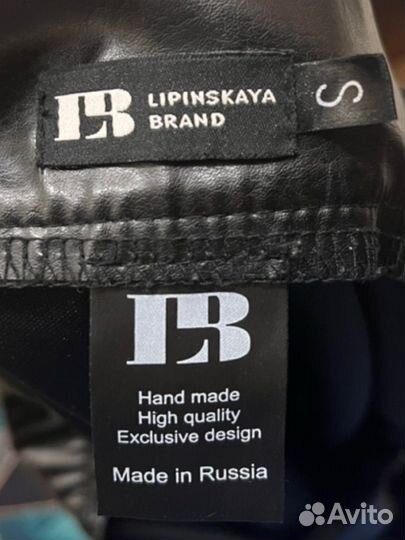 LB LIPINSKAYA
BRAND
S
LB
Hand made
High quality
Exclusive design
Made in Russia
Avito